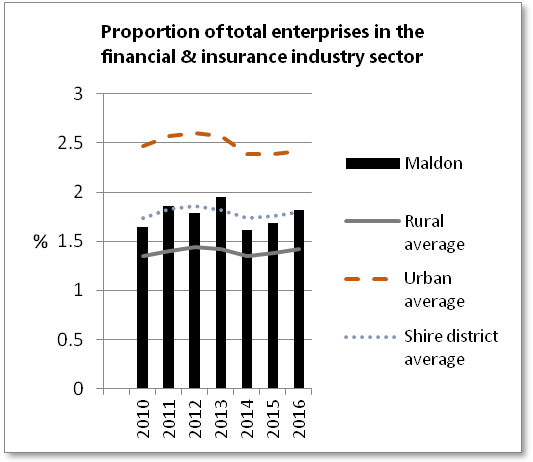 Proportion of total enterprises in the
financial & insurance industry sector
3
2.5
2
1.5
1
0.5
0
%
2010
2011
2012
2013
2014
2015
2016
Maldon
Rural
average
Urban
average
Shire district
average